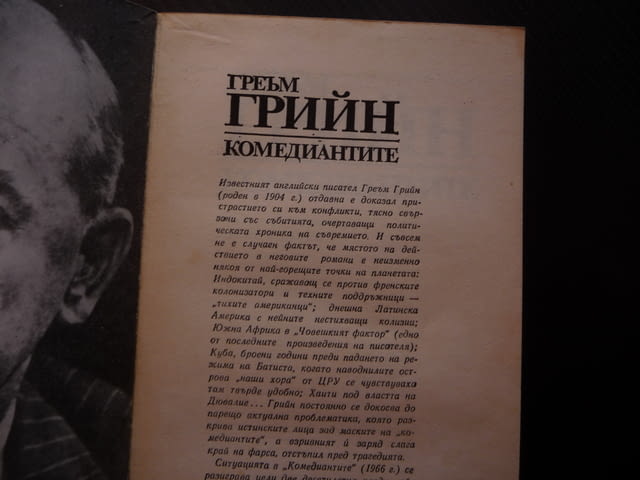 ГРЕЪМ
ГРИЙН
КОМЕДИАНТИТЕ
Известният английски писател Греъм Грийн
(роден в 1904 г.) отдавна е доказал при-
страстието си към конфликти, тясно свър-
зани със събитията, очертаващи полити-
ческата хроника на съвремието. И съвсем
не е случаен фактът, че мястото на дей-
ствието в неговите романи е неизменно
някоя от най-горещите точки на планетата:
Индокитай, сражаващ се против френските
колонизатори и техните поддръжници —
„тихите американци"; днешна Латинска
Америка с нейните нестихващи колизии;
Южна Африка в „Човешкият фактор" (едно
от последните произведения на писателя);
Куба, броени години преди падането на ре-
жима на Батиста, когато наводнилите ост-
рова „наши хора" от ЦРУ се чувствуваха
там твърде удобно; Хаити под властта на
Дювалие... Грийн постоянно се докосва до
парещо актуална проблематика, която раз-
крива истинските лица зад маските на „ко-
медиантите", а взривният ѝ заряд слага
край на фарса, отстъпил пред трагедията.
Ситуацията в „Комедиантите" (1966 г.) се
разиграва цели две десетилетия